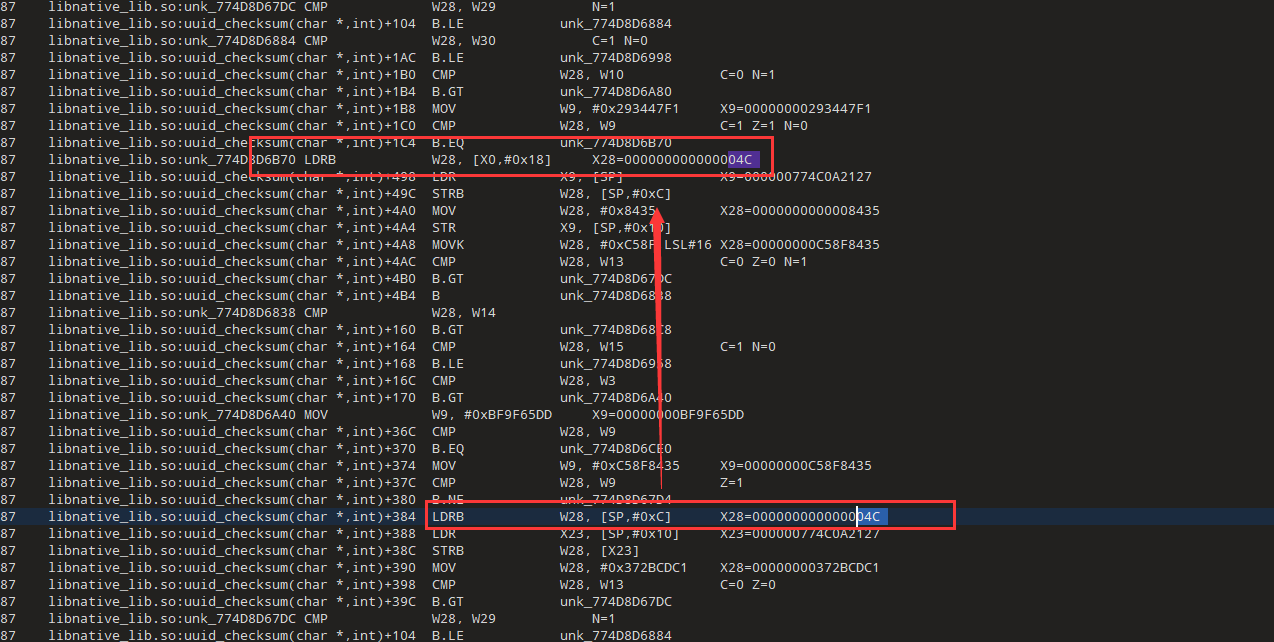 87 libnative_lib.so:unk_774D8D67DC CMP W28, W29 N=1
87 libnative_lib.so:uuid_checksum(char *,int)+104 B.LE unk_774D8D6884
87 libnative_lib.so:unk_774D8D6884 CMP W28, W30 C=1 N=0
87 libnative_lib.so:uuid_checksum(char *,int)+1AC B.LE unk_774D8D6998
87 libnative_lib.so:uuid_checksum(char *,int)+1B0 CMP W28, W10 C=0 N=1
87 libnative_lib.so:uuid_checksum(char *,int)+1B4 B.GT unk_774D8D6A80
87 libnative_lib.so:uuid_checksum(char *,int)+1B8 MOV W9, #0x293447F1 X9=00000000293447F1
87 libnative_lib.so:uuid_checksum(char *,int)+1C0 CMP W28, W9 C=1 Z=1 N=0
87 libnative_lib.so:uuid_checksum(char *,int)+1C4 B.EQ unk_774D8D6B70
87 libnative_lib.so:unk_774D8D6B70 LDRB W28, [X0,#0x18] X28=000000000000004C
87 libnative_lib.so:uuid_checksum(char *,int)+498 LDR X9, [SP] X9=000000774C0A2127
87 libnative_lib.so:uuid_checksum(char *,int)+49C STRB W28, [SP,#0xC]
87 libnative_lib.so:uuid_checksum(char *,int)+4A0 MOV W28, #0x8435 X28=0000000000008435
87 libnative_lib.so:uuid_checksum(char *,int)+4A4 STR X9, [SP,#0x10]
87 libnative_lib.so:uuid_checksum(char *,int)+4A8 MOVK W28, #0xC58F LSL#16 X28=00000000C58F8435
87 libnative_lib.so:uuid_checksum(char *,int)+4AC CMP W28, W13 C=0 Z=0 N=1
87 libnative_lib.so:uuid_checksum(char *,int)+4B0 B.GT unk_774D8D67DC
87 libnative_lib.so:uuid_checksum(char *,int)+4B4 B unk_774D8D6838
87 libnative_lib.so:unk_774D8D6838 CMP W28, W14
87 libnative_lib.so:uuid_checksum(char *,int)+160 B.GT unk_774D8D68C8
87 libnative_lib.so:uuid_checksum(char *,int)+164 CMP W28, W15 C=1 N=0
87 libnative_lib.so:uuid_checksum(char *,int)+168 B.LE unk_774D8D6958
87 libnative_lib.so:uuid_checksum(char *,int)+16C CMP W28, W3
87 libnative_lib.so:uuid_checksum(char *,int)+170 B.GT unk_774D8D6A40
87 libnative_lib.so:unk_774D8D6A40 MOV W9, #0xBF9F65DD X9=00000000BF9F65DD
87 libnative_lib.so:uuid_checksum(char *,int)+36C CMP W28, W9
87 libnative_lib.so:uuid_checksum(char *,int)+370 B.EQ unk_774D8D6CE0
87 libnative_lib.so:uuid_checksum(char *,int)+374 MOV W9, #0xC58F8435 X9=00000000C58F8435
87 libnative_lib.so:uuid_checksum(char *,int)+37C CMP W28, W9 Z=1
87 libnative_lib.so:uuid_checksum(char *,int)+380 B.NE unk_774D8D67D4
87 libnative_lib.so:uuid_checksum(char *,int)+384 LDRB W28, [SP,#0xC] X28=000000000000004C
87 libnative_lib.so:uuid_checksum(char *,int)+388 LDR X23, [SP,#0x10] X23=000000774C0A2127
87 libnative_lib.so:uuid_checksum(char *,int)+38C STRB W28, [X23]
87 libnative_lib.so:uuid_checksum(char *,int)+390 MOV W28, #0x372BCDC1 X28=00000000372BCDC1
87 libnative_lib.so:uuid_checksum(char *,int)+398 CMP W28, W13 C=0 Z=0
87 libnative_lib.so:uuid_checksum(char *,int)+39C B.GT unk_774D8D67DC
87 libnative_lib.so:unk_774D8D67DC CMP W28, W29 N=1
87 libnative_lib.so:uuid_checksum(char *,int)+104 B.LE unk_774D8D6884